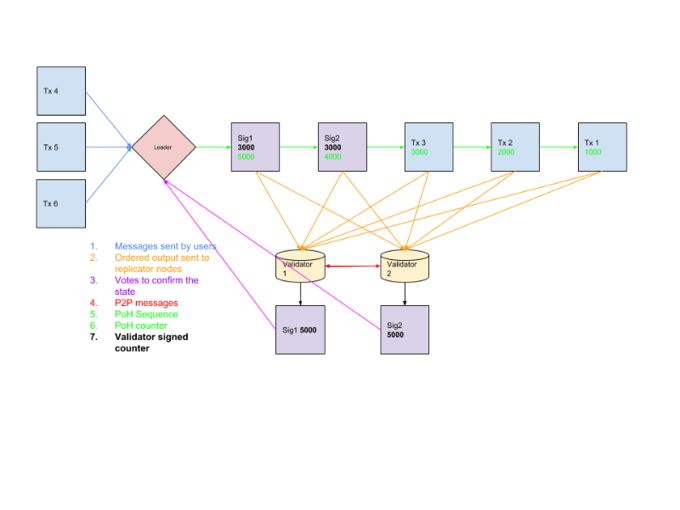 Tx 4
Tx 5
Tx 6
Leader
Sig1
3000
5000
Sig2
3000
4000
Tx 3
3000
Tx 2
2000
Tx 1
1000
1. Messages sent by users
2. Ordered output sent to
replicator nodes
3. Votes to confirm the
state
4. P2P messages
5. PoH Sequence
6. PoH counter
7. Validator signed
counter
Validator
1
Validator
2
Sig1 5000
Sig2
5000